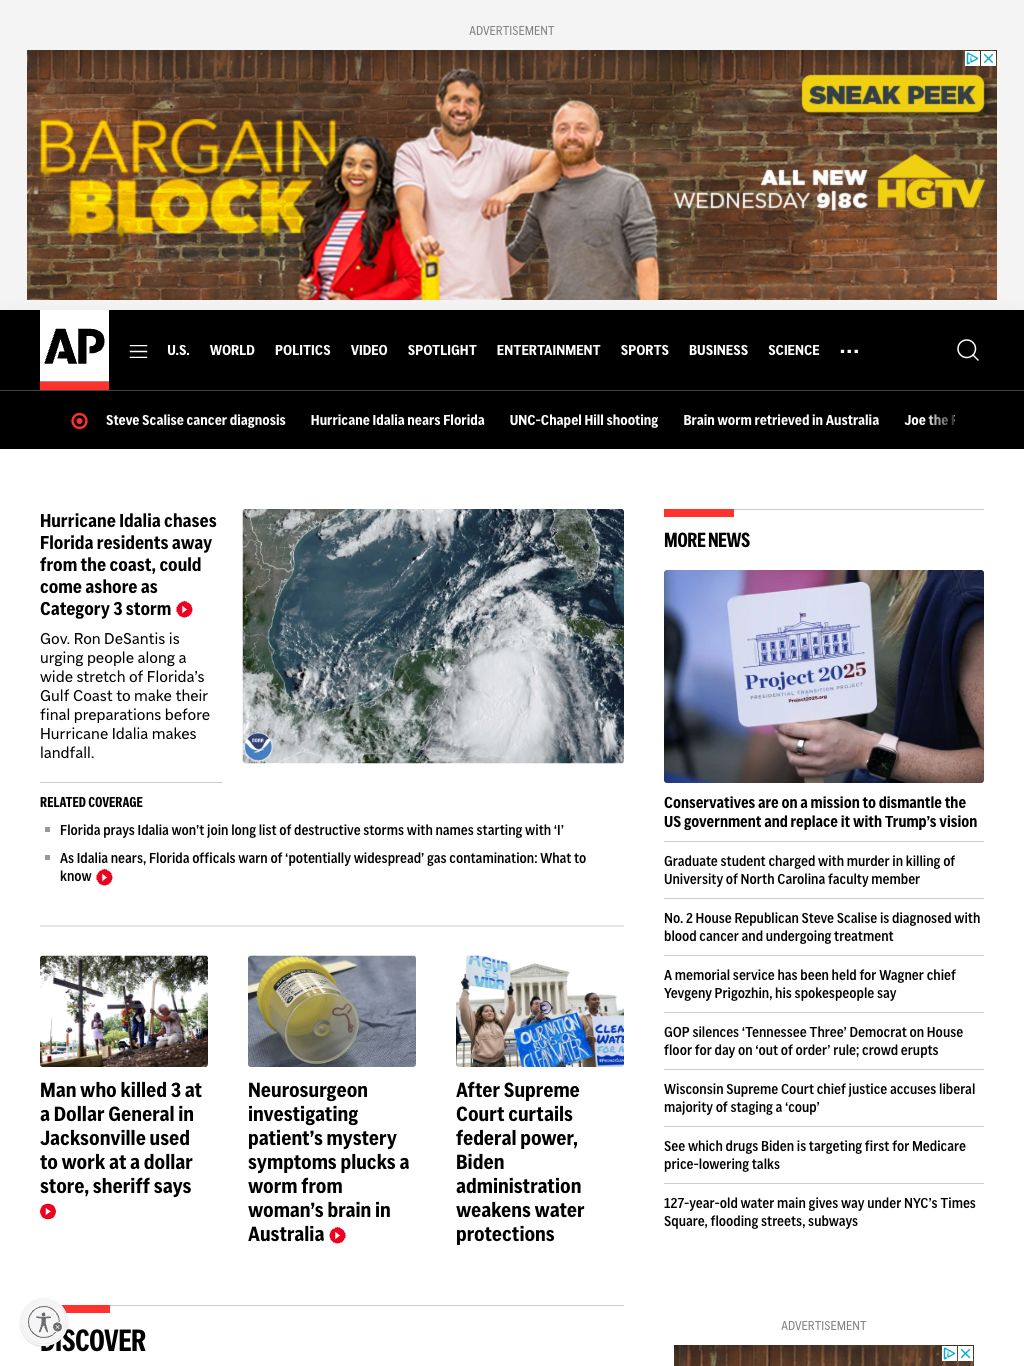 ADVERTISEMENT
SNEAK PEEK
BARGAIN
BLOCK
ALL NEW
WEDNESDAY 9|8C
HGTV
AP
U.S. WORLD POLITICS VIDEO SPOTLIGHT ENTERTAINMENT SPORTS BUSINESS SCIENCE
Steve Scalise cancer diagnosis Hurricane Idalia nears Florida UNC-Chapel Hill shooting Brain worm retrieved in Australia Joe the
Hurricane Idalia chases
Florida residents away
from the coast, could
come ashore as
Category 3 storm
Gov. Ron DeSantis is
urging people along a
wide stretch of Florida’s
Gulf Coast to make their
final preparations before
Hurricane Idalia makes
landfall.
NOAA
RELATED COVERAGE
Florida prays Idalia won’t join long list of destructive storms with names starting with ‘I’
As Idalia nears, Florida officals warn of ‘potentially widespread’ gas contamination: What to
know
Man who killed 3 at
a Dollar General in
Jacksonville used
to work at a dollar
store, sheriff says
Neurosurgeon
investigating
patient’s mystery
symptoms plucks a
worm from
woman’s brain in
Australia
AGUA
ES
VIDA
OUR NATION
CLEAN WATER
CLEAN
WATER
After Supreme
Court curtails
federal power,
Biden
administration
weakens water
protections
MORE NEWS
Project 2025
PRESIDENTIAL TRANSITION PROJECT
Project2025.org
Conservatives are on a mission to dismantle the
US government and replace it with Trump’s vision
Graduate student charged with murder in killing of
University of North Carolina faculty member
No. 2 House Republican Steve Scalise is diagnosed with
blood cancer and undergoing treatment
A memorial service has been held for Wagner chief
Yevgeny Prigozhin, his spokespeople say
GOP silences ‘Tennessee Three’ Democrat on House
floor for day on ‘out of order’ rule; crowd erupts
Wisconsin Supreme Court chief justice accuses liberal
majority of staging a ‘coup’
See which drugs Biden is targeting first for Medicare
price-lowering talks
127-year-old water main gives way under NYC’s Times
Square, flooding streets, subways
DISCOVER
ADVERTISEMENT